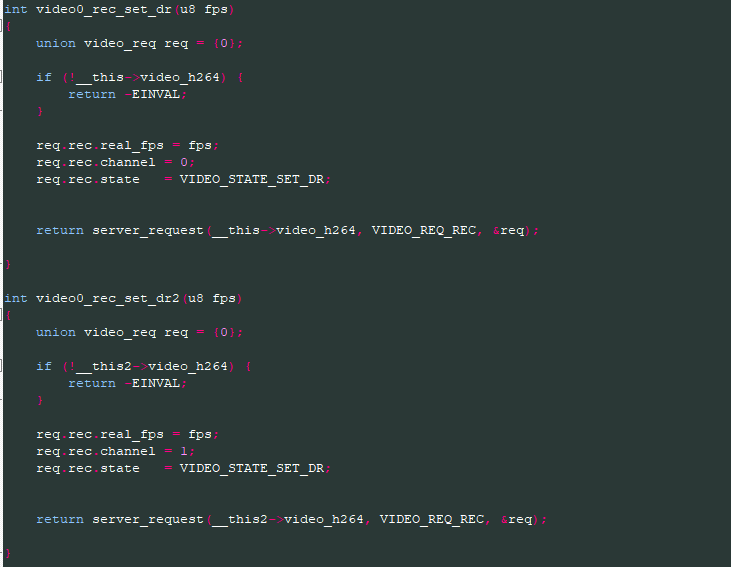 int video0_rec_set_dr(u8 fps)
{
    union video_req req = {0};
    if (!__this->video_h264) {
        return -EINVAL;
    }
    req.rec.real_fps = fps;
    req.rec.channel = 0;
    req.rec.state   = VIDEO_STATE_SET_DR;
    return server_request(__this->video_h264, VIDEO_REQ_REC, &req);
}
int video0_rec_set_dr2(u8 fps)
{
    union video_req req = {0};
    if (!__this2->video_h264) {
        return -EINVAL;
    }
    req.rec.real_fps = fps;
    req.rec.channel = 1;
    req.rec.state   = VIDEO_STATE_SET_DR;
    return server_request(__this2->video_h264, VIDEO_REQ_REC, &req);
}